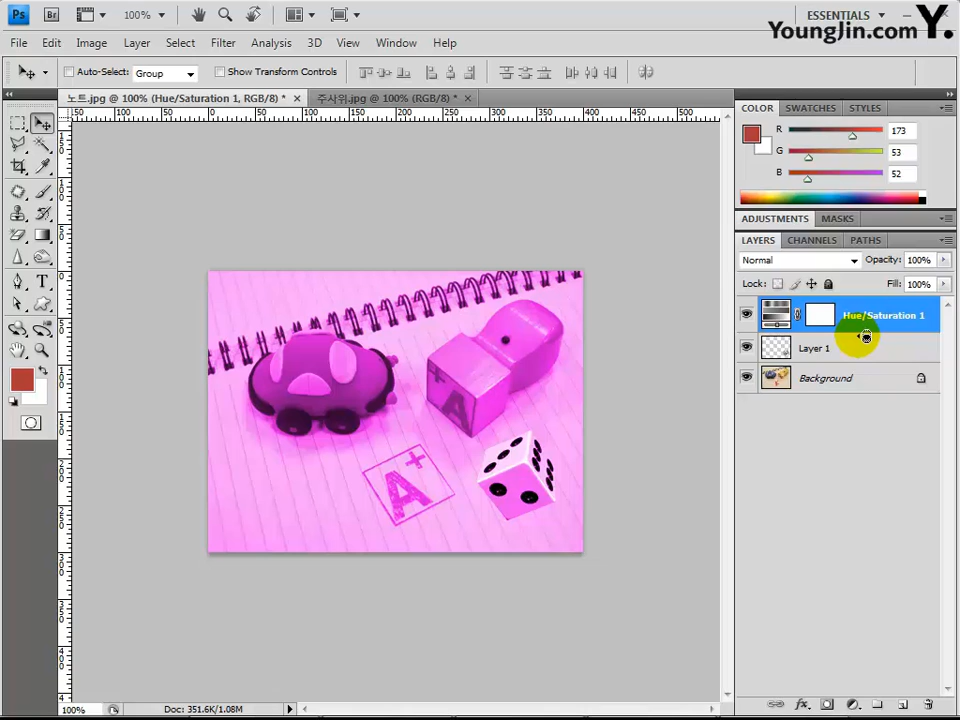 Ps Br 100% ESSENTIALS
YoungJin.com Y.
File Edit Image Layer Select Filter Analysis 3D View Window Help
Auto-Select: Group Show Transform Controls
노트.jpg @ 100% (Hue/Saturation 1, RGB/8) * × 주사위.jpg @ 100% (RGB/8) * ×
COLOR SWATCHES STYLES
R 173
G 53
B 52
ADJUSTMENTS MASKS
LAYERS CHANNELS PATHS
Normal Opacity: 100%
Lock: Fill: 100%
Hue/Saturation 1
Layer 1
Background
A+
A+
100% Doc: 351.6K/1.08M